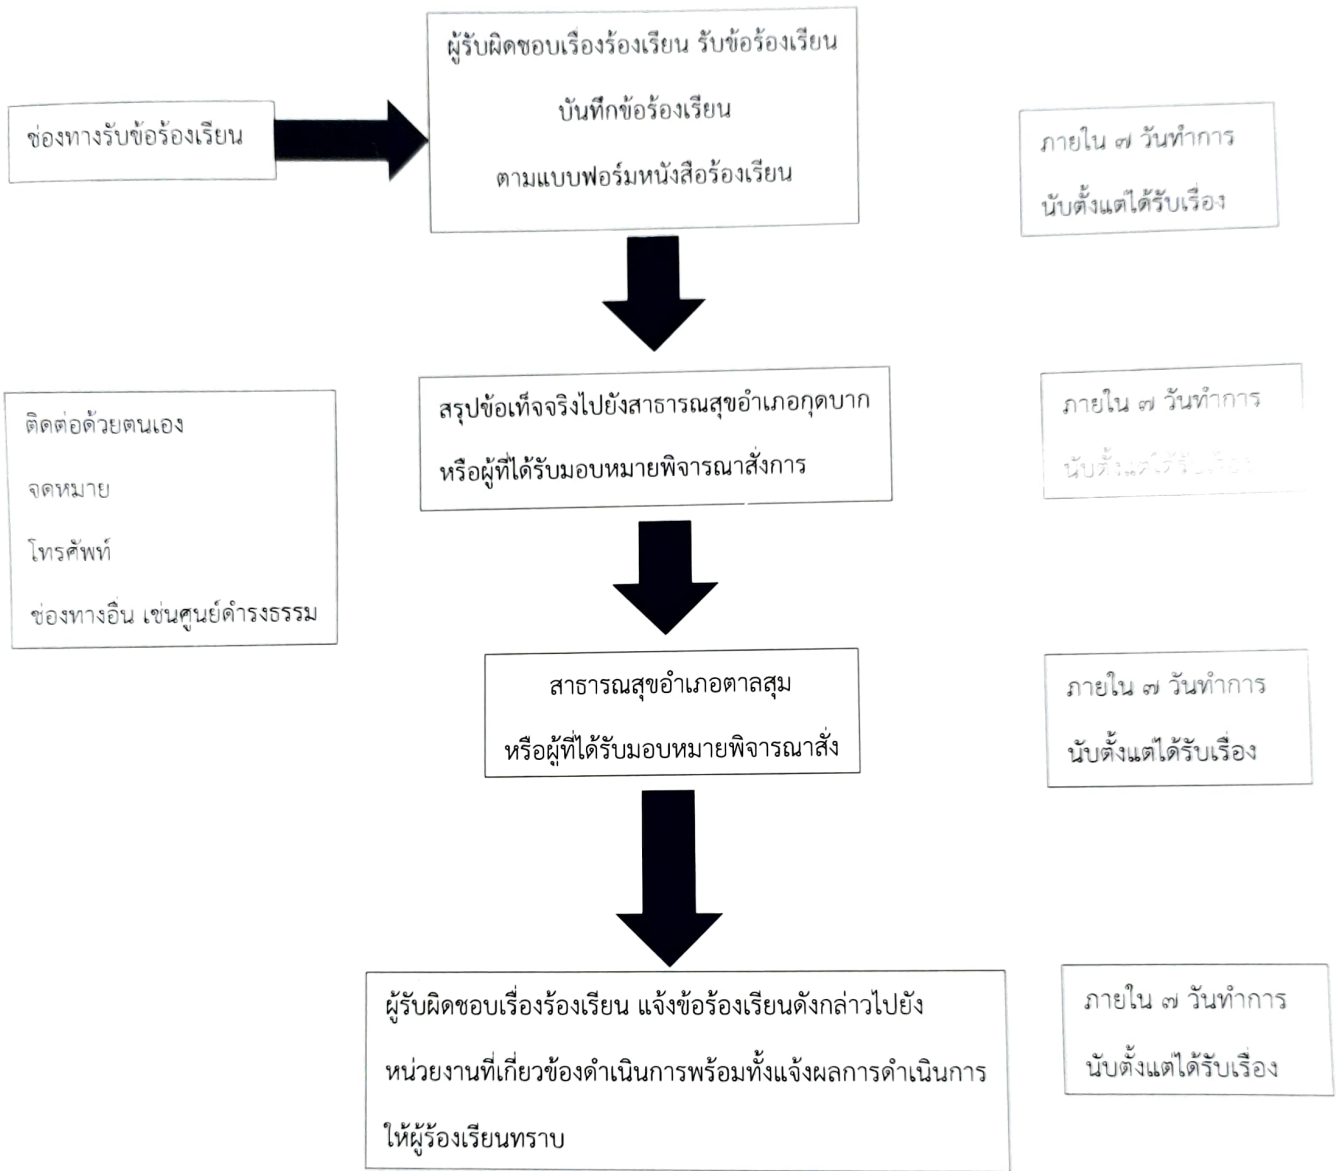 ช่องทางรับข้อร้องเรียน
ผู้รับผิดชอบเรื่องร้องเรียน รับข้อร้องเรียน
บันทึกข้อร้องเรียน
ตามแบบฟอร์มหนังสือร้องเรียน
ภายใน ๗ วันทำการ
นับตั้งแต่ได้รับเรื่อง
ติดต่อด้วยตนเอง
จดหมาย
โทรศัพท์
ช่องทางอื่น เช่นศูนย์ดำรงธรรม
สรุปข้อเท็จจริงไปยังสาธารณสุขอำเภอกุดบาก
หรือผู้ที่ได้รับมอบหมายพิจารณาสั่งการ
ภายใน ๗ วันทำการ
นับตั้งแต่ได้รับเรื่อง
สาธารณสุขอำเภอตาลสุม
หรือผู้ที่ได้รับมอบหมายพิจารณาสั่ง
ภายใน ๗ วันทำการ
นับตั้งแต่ได้รับเรื่อง
ผู้รับผิดชอบเรื่องร้องเรียน แจ้งข้อร้องเรียนดังกล่าวไปยัง
หน่วยงานที่เกี่ยวข้องดำเนินการพร้อมทั้งแจ้งผลการดำเนินการ
ให้ผู้ร้องเรียนทราบ
ภายใน ๗ วันทำการ
นับตั้งแต่ได้รับเรื่อง